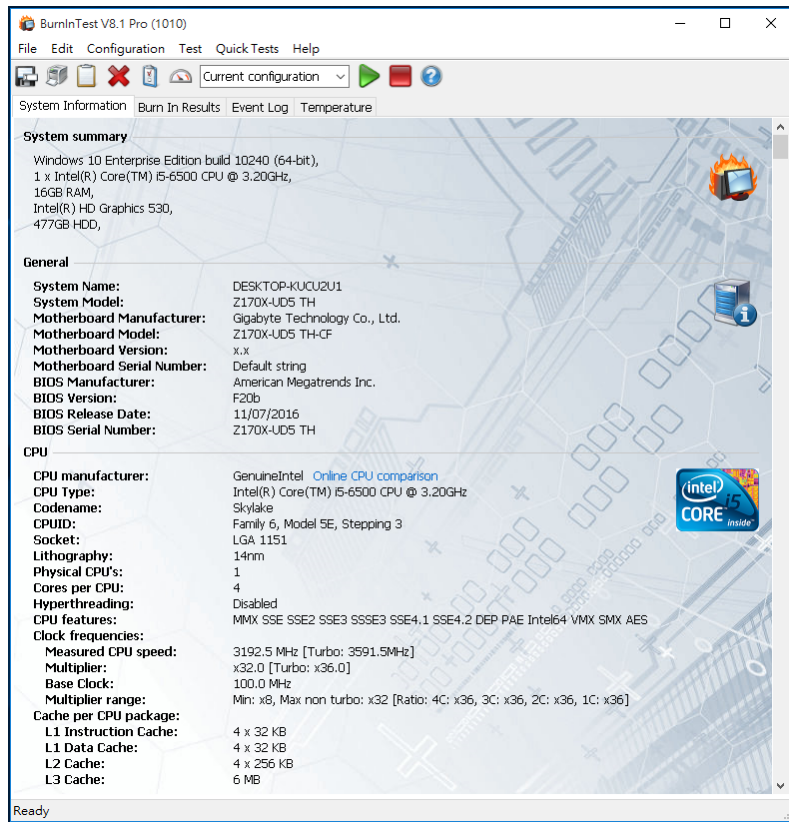 BurnInTest V8.1 Pro (1010)
File Edit Configuration Test Quick Tests Help
Current configuration
System Information Burn In Results Event Log Temperature
System summary
Windows 10 Enterprise Edition build 10240 (64-bit),
1 x Intel(R) Core(TM) i5-6500 CPU @ 3.20GHz,
16GB RAM,
Intel(R) HD Graphics 530,
477GB HDD,
General
System Name: DESKTOP-KUCU2U1
System Model: Z170X-UD5 TH
Motherboard Manufacturer: Gigabyte Technology Co., Ltd.
Motherboard Model: Z170X-UD5 TH-CF
Motherboard Version: x.x
Motherboard Serial Number: Default string
BIOS Manufacturer: American Megatrends Inc.
BIOS Version: F20b
BIOS Release Date: 11/07/2016
BIOS Serial Number: Z170X-UD5 TH
CPU
CPU manufacturer: GenuineIntel Online CPU comparison
CPU Type: Intel(R) Core(TM) i5-6500 CPU @ 3.20GHz
Codename: Skylake
CPUID: Family 6, Model 5E, Stepping 3
Socket: LGA 1151
Lithography: 14nm
Physical CPU's: 1
Cores per CPU: 4
Hyperthreading: Disabled
CPU features: MMX SSE SSE2 SSE3 SSSE3 SSE4.1 SSE4.2 DEP PAE Intel64 VMX SMX AES
Clock frequencies:
Measured CPU speed: 3192.5 MHz [Turbo: 3591.5MHz]
Multiplier: x32.0 [Turbo: x36.0]
Base Clock: 100.0 MHz
Multiplier range: Min: x8, Max non turbo: x32 [Ratio: 4C: x36, 3C: x36, 2C: x36, 1C: x36]
Cache per CPU package:
L1 Instruction Cache: 4 x 32 KB
L1 Data Cache: 4 x 32 KB
L2 Cache: 4 x 256 KB
L3 Cache: 6 MB
intel
i5
CORE
inside
Ready